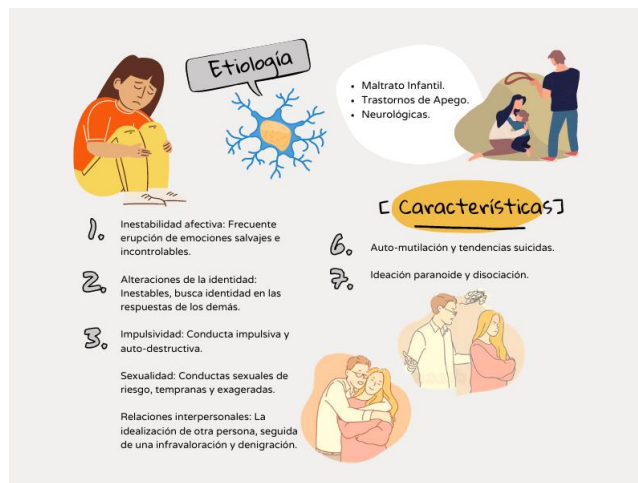 Etiología
• Maltrato Infantil.
• Trastornos de Apego.
• Neurológicas.
[Características]
1. Inestabilidad afectiva: Frecuente
erupción de emociones salvajes e
incontrolables.
2. Alteraciones de la identidad:
Inestables, busca identidad en las
respuestas de los demás.
3. Impulsividad: Conducta impulsiva y
auto-destructiva.
Sexualidad: Conductas sexuales de
riesgo, tempranas y exageradas.
Relaciones interpersonales: La
idealización de otra persona, seguida
de una infravaloración y denigración.
6. Auto-mutilación y tendencias suicidas.
7. Ideación paranoide y disociación.